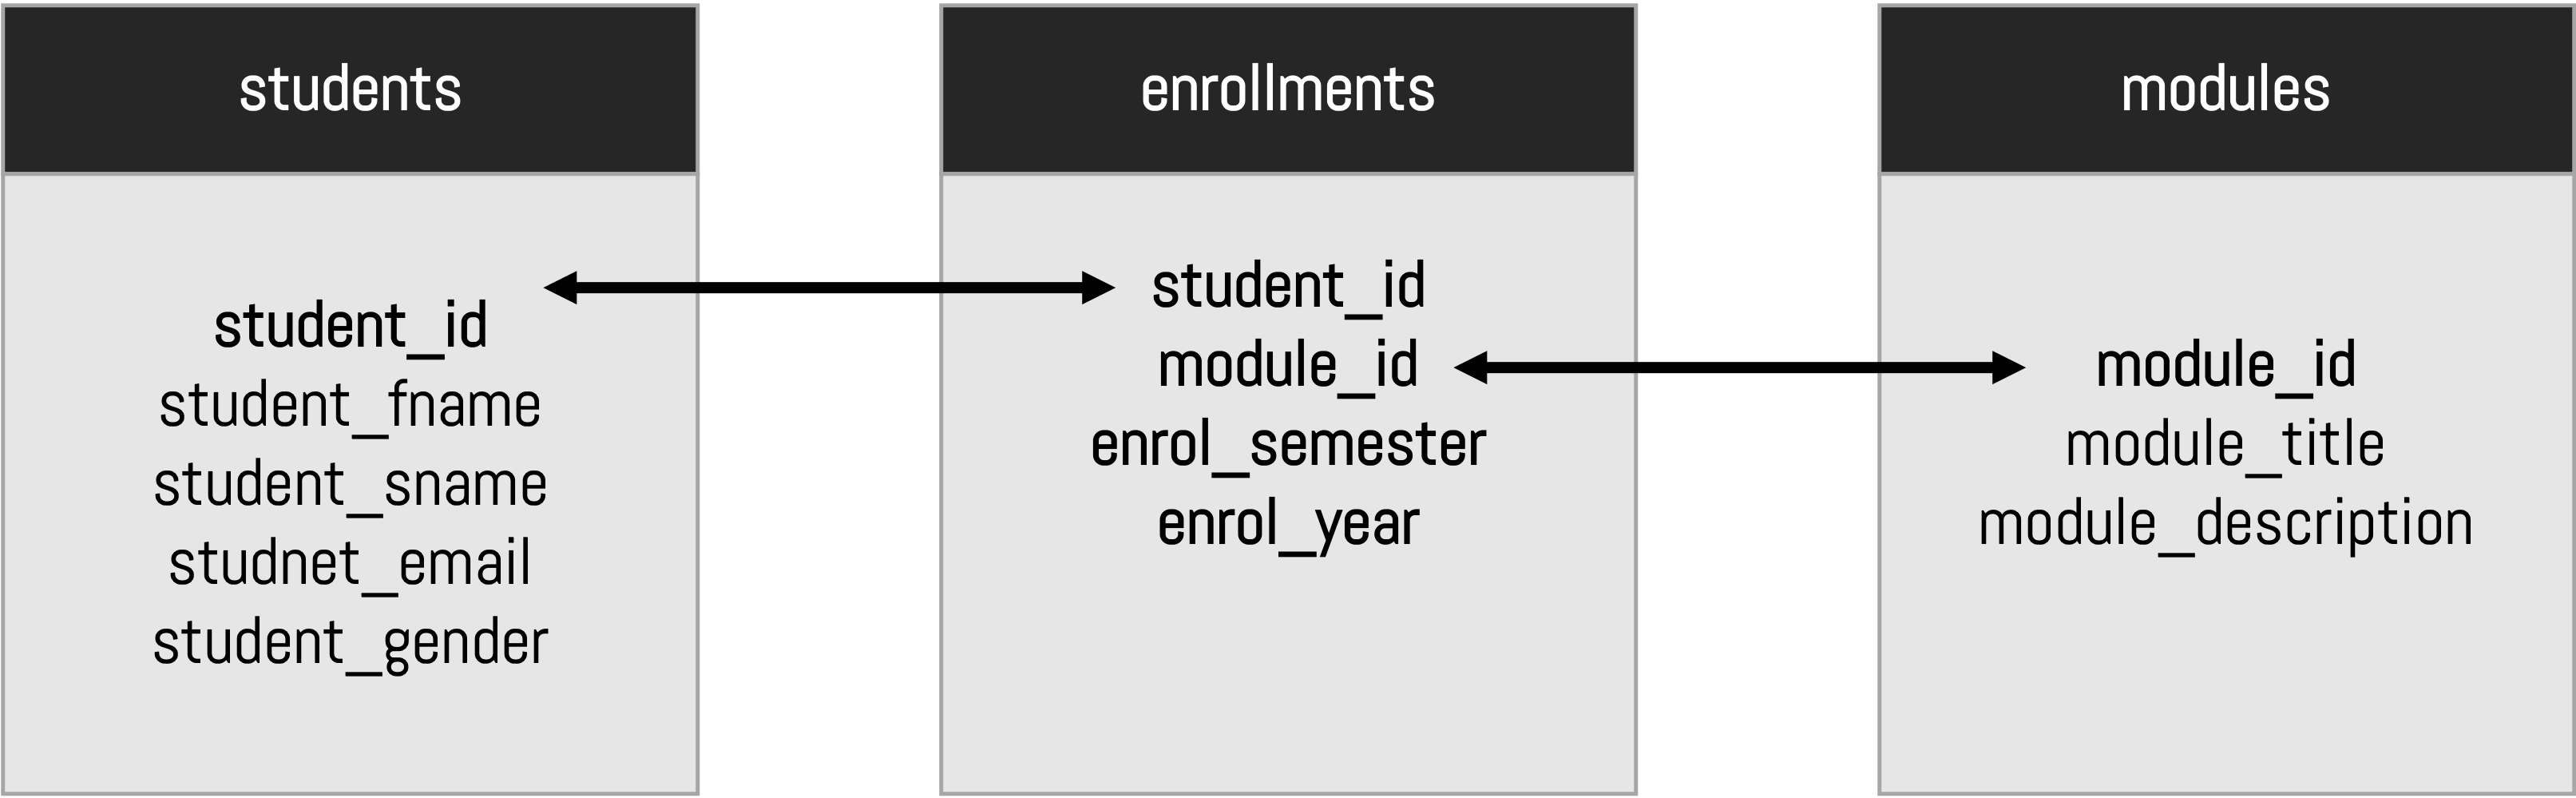 students
student_id
student_fname
student_sname
studnet_email
student_gender
enrollments
student_id
module_id
enrol_semester
enrol_year
modules
module_id
module_title
module_description